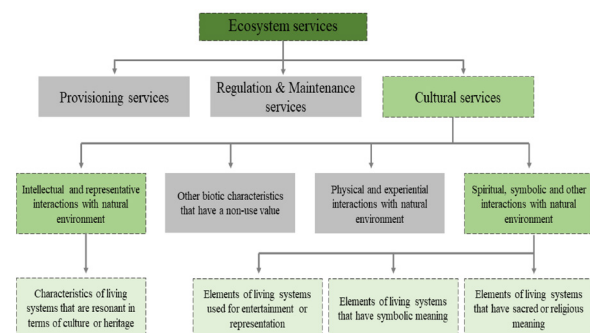 Ecosystem services
Provisioning services
Regulation & Maintenance
services
Cultural services
Intellectual and representative
interactions with natural
environment
Other biotic characteristics
that have a non-use value
Physical and experiential
interactions with natural
environment
Spiritual, symbolic and other
interactions with natural
environment
Characteristics of living
systems that are resonant in
terms of culture or heritage
Elements of living systems
used for entertainment or
representation
Elements of living systems
that have symbolic meaning
Elements of living systems
that have sacred or religious
meaning